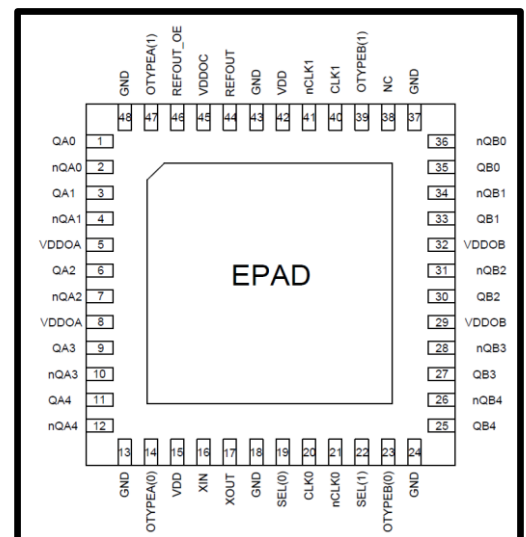 GND OTYPEA(1) REFOUT_OE VDDOC REFOUT GND VDD nCLK1 CLK1 OTYPEB(1) NC GND
48 47 46 45 44 43 42 41 40 39 38 37
QA0 1 36 nQB0
nQA0 2 35 QB0
QA1 3 34 nQB1
nQA1 4 33 QB1
VDDOA 5 32 VDDOB
QA2 6 31 nQB2
EPAD
nQA2 7 30 QB2
VDDOA 8 29 VDDOB
QA3 9 28 nQB3
nQA3 10 27 QB3
QA4 11 26 nQB4
nQA4 12 25 QB4
13 14 15 16 17 18 19 20 21 22 23 24
GND OTYPEA(0) VDD XIN XOUT GND SEL(0) CLK0 nCLK0 SEL(1) OTYPEB(0) GND